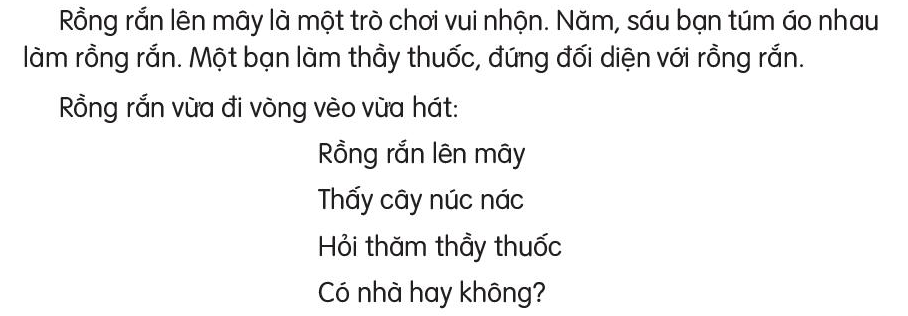 Rồng rắn lên mây là một trò chơi vui nhộn. Năm, sáu bạn túm áo nhau
làm rồng rắn. Một bạn làm thầy thuốc, đứng đối diện với rồng rắn.
Rồng rắn vừa đi vòng vèo vừa hát:
Rồng rắn lên mây
Thấy cây núc nác
Hỏi thăm thầy thuốc
Có nhà hay không?